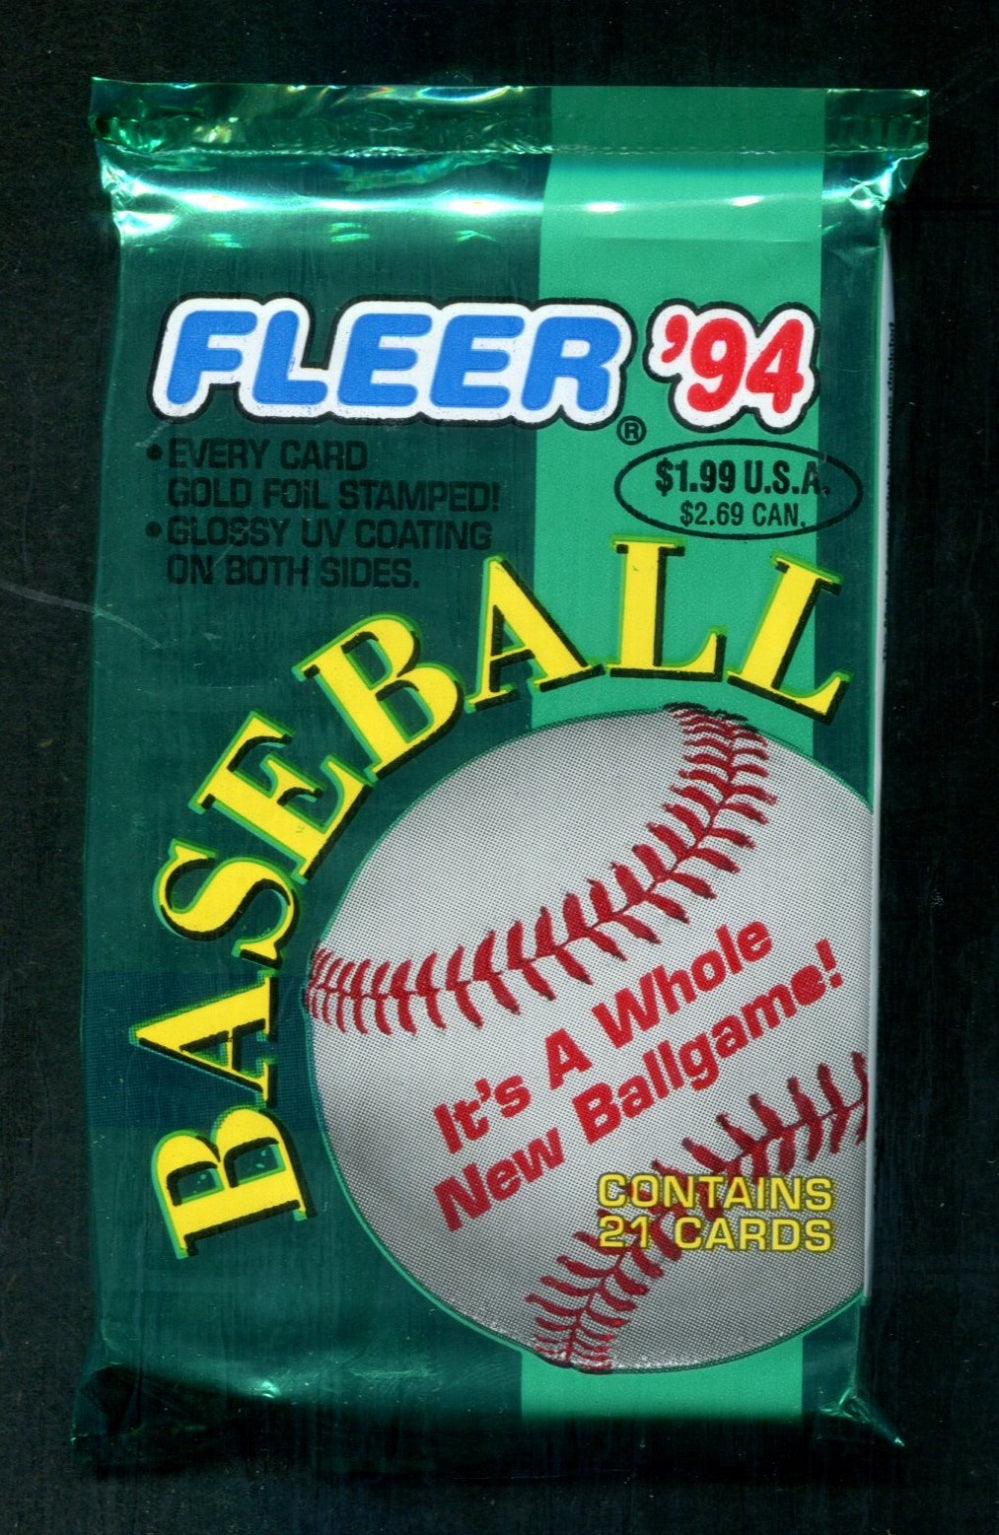 FLEER '94
®
• EVERY CARD
GOLD FOIL STAMPED!
• GLOSSY UV COATING
ON BOTH SIDES.
$1.99 U.S.A.
$2.69 CAN.
BASEBALL
It's A Whole
New Ballgame!
CONTAINS
21 CARDS